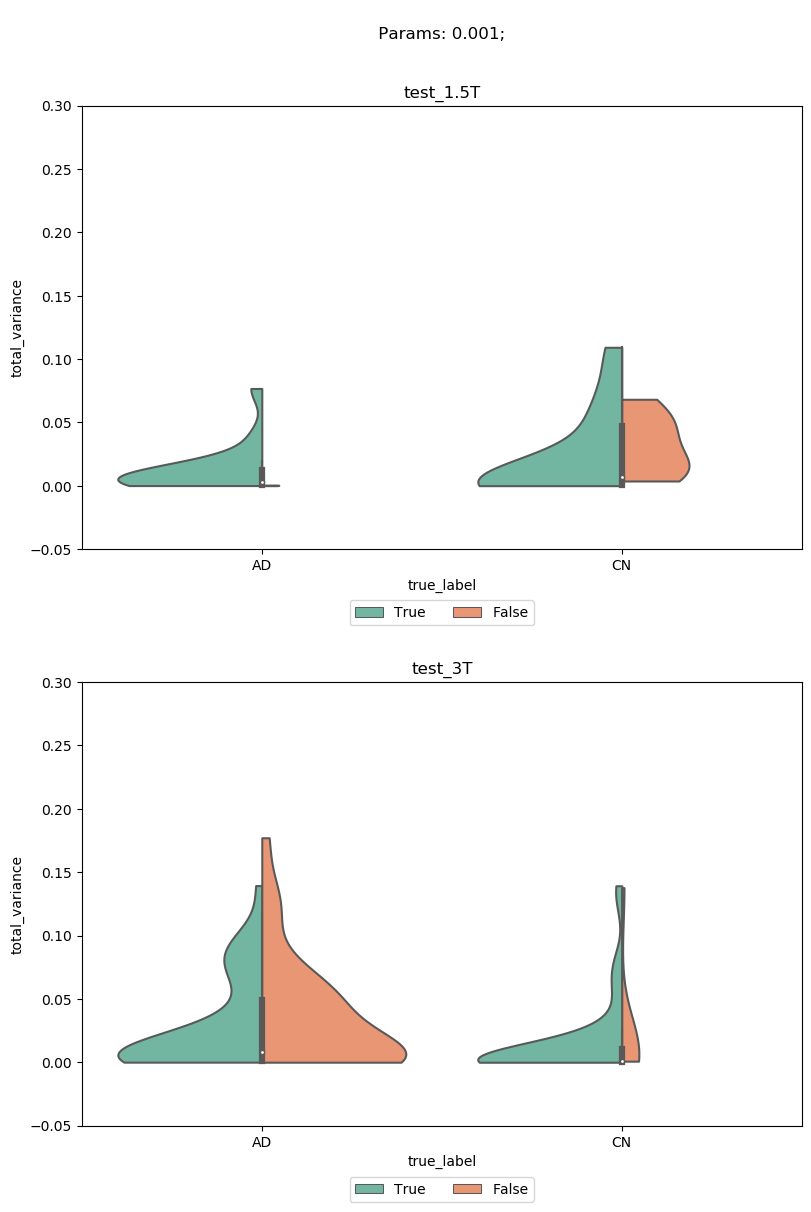 Params: 0.001;
test_1.5T
0.30
0.25
0.20
0.15
0.10
0.05
0.00
−0.05
total_variance
AD CN
true_label
True False
test_3T
0.30
0.25
0.20
0.15
0.10
0.05
0.00
−0.05
total_variance
AD CN
true_label
True False